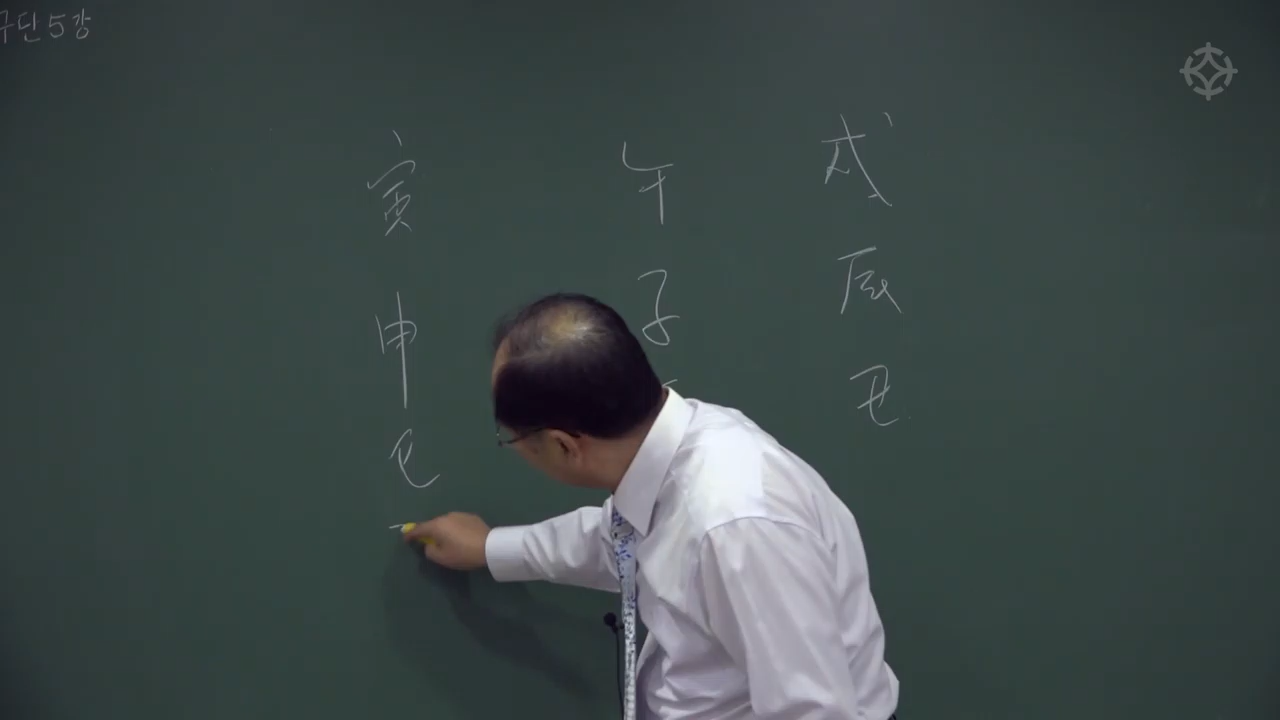 구단 5강
寅 午 戌
申 子 辰
巳 丑